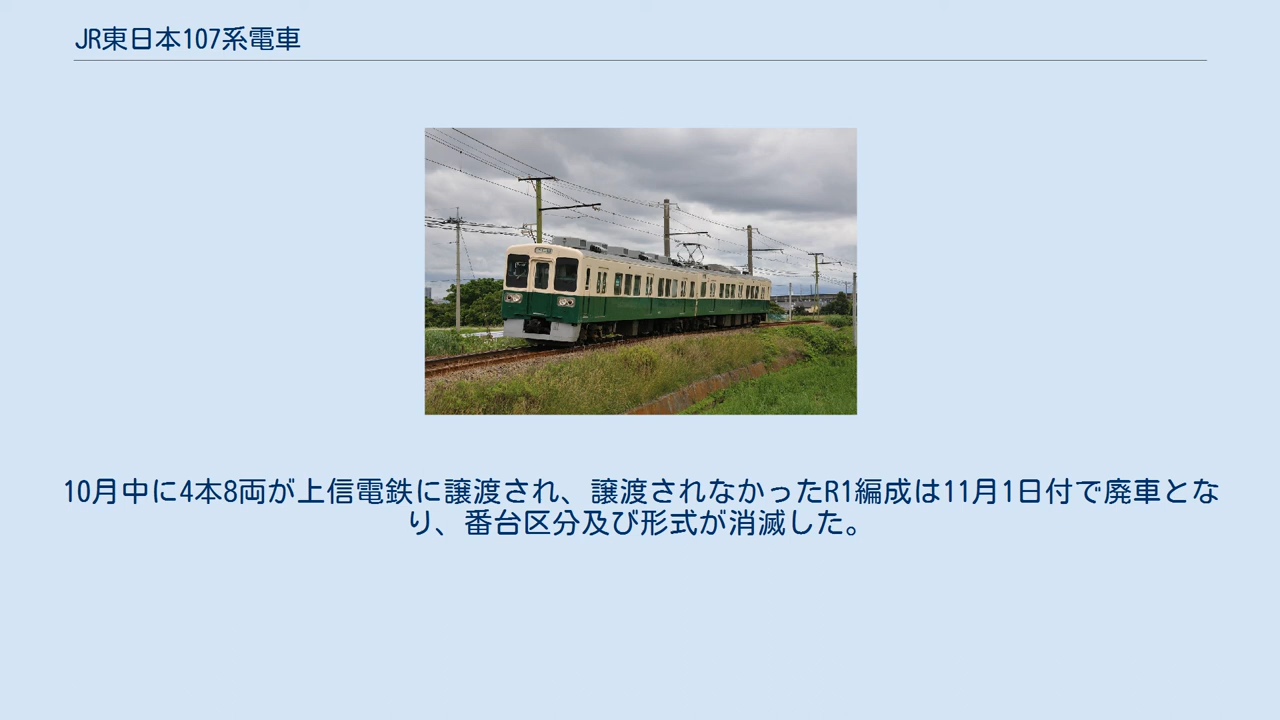 JR東日本107系電車
10月中に4本8両が上信電鉄に譲渡され、譲渡されなかったR1編成は11月1日付で廃車とな
り、番台区分及び形式が消滅した。